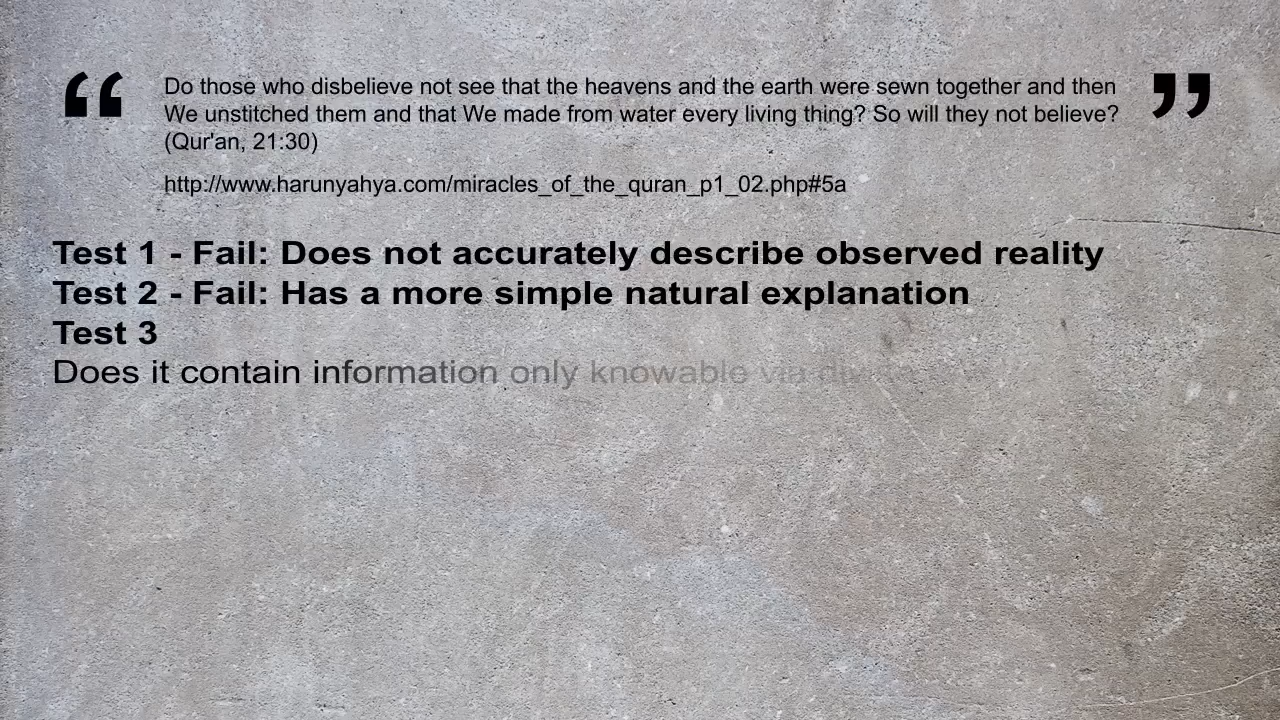 “ Do those who disbelieve not see that the heavens and the earth were sewn together and then ”
We unstitched them and that We made from water every living thing? So will they not believe?
(Qur'an, 21:30)
http://www.harunyahya.com/miracles_of_the_quran_p1_02.php#5a
Test 1 - Fail: Does not accurately describe observed reality
Test 2 - Fail: Has a more simple natural explanation
Test 3
Does it contain information only knowable via